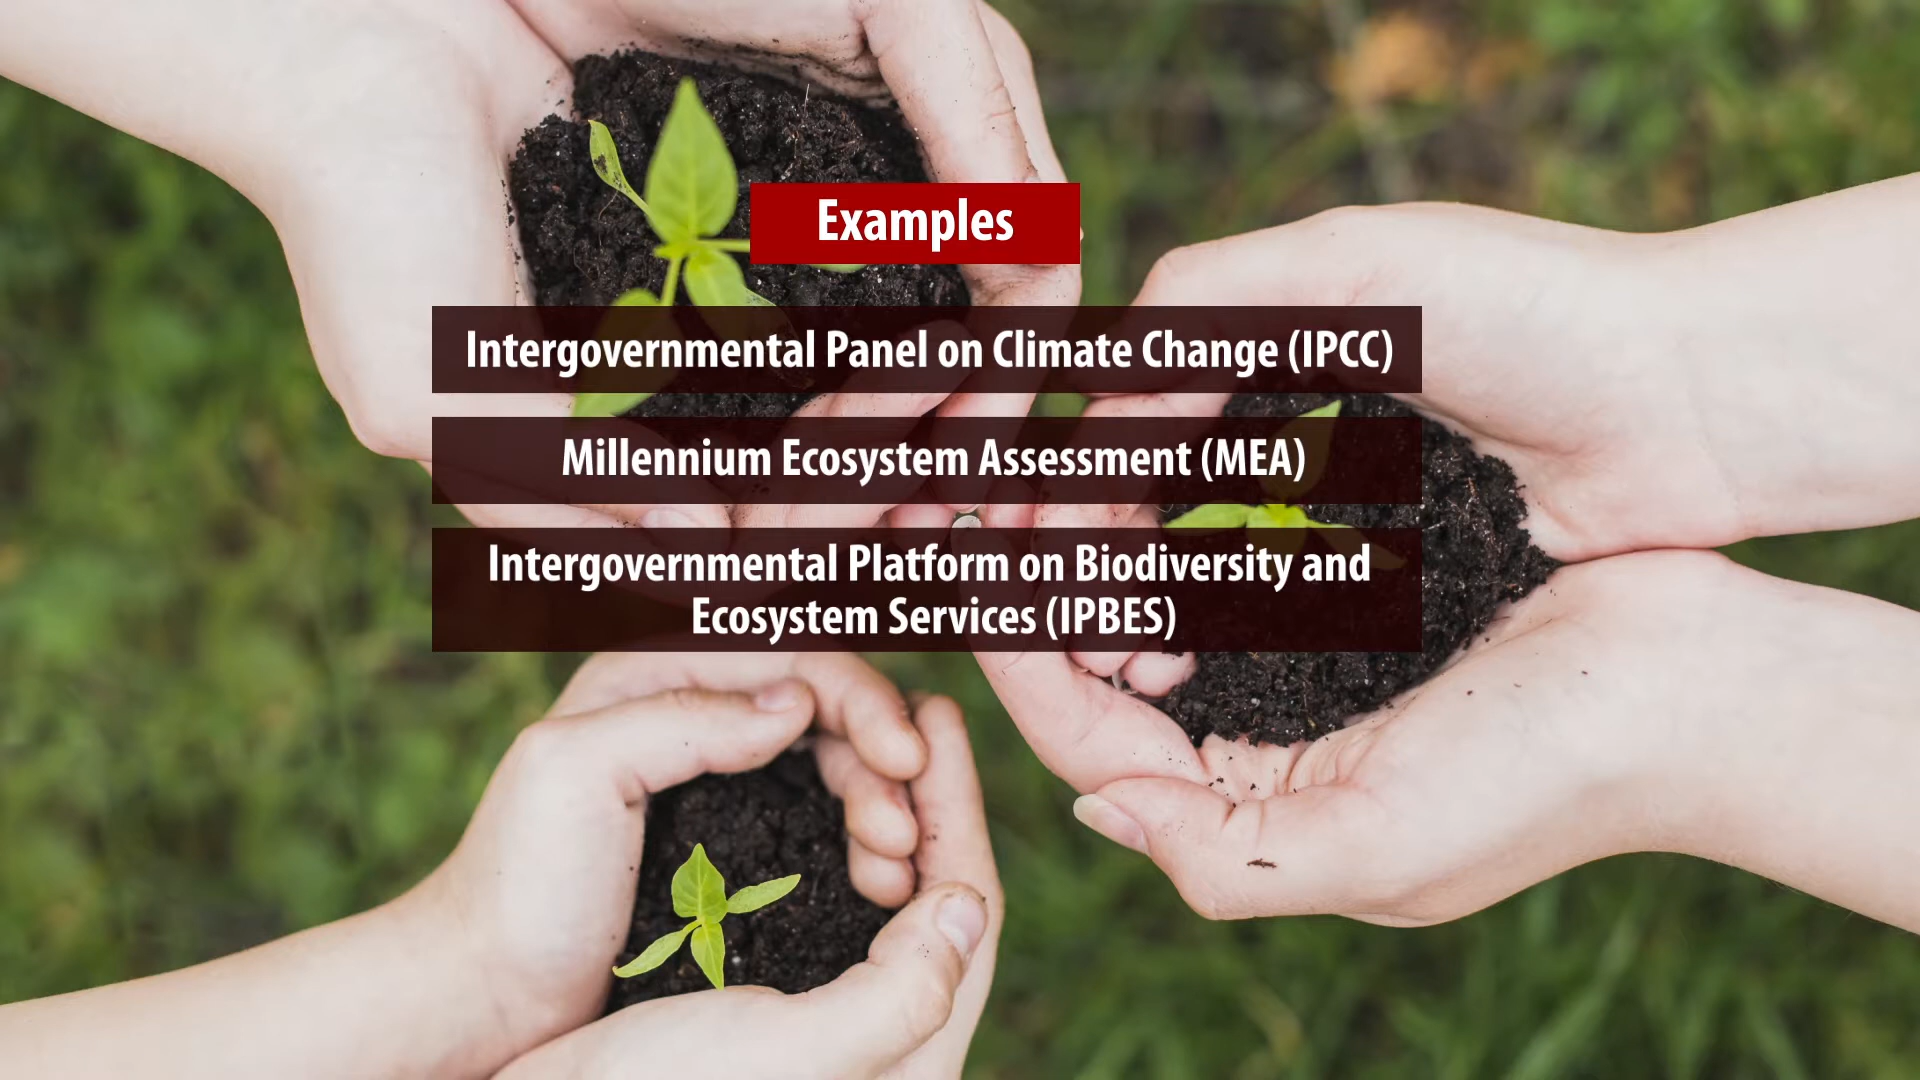 Examples
Intergovernmental Panel on Climate Change (IPCC)
Millennium Ecosystem Assessment (MEA)
Intergovernmental Platform on Biodiversity and
Ecosystem Services (IPBES)